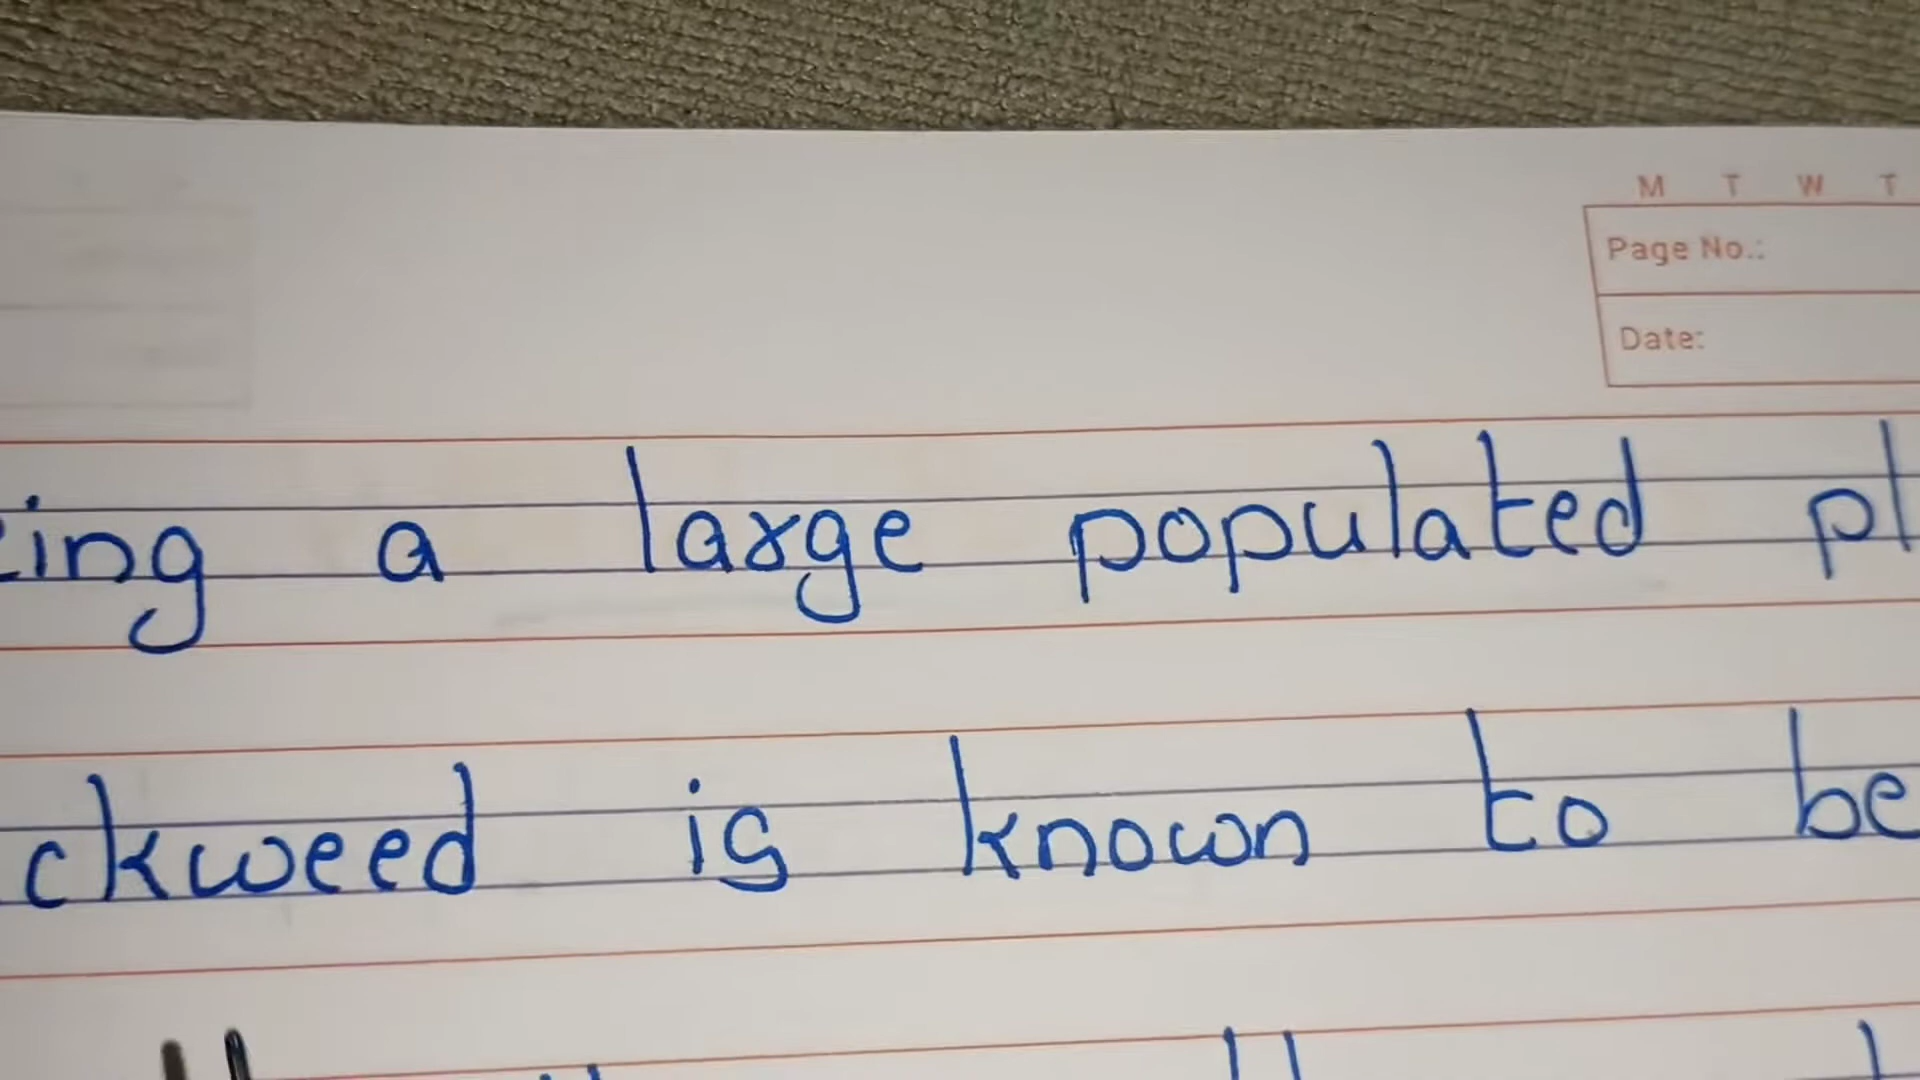 M T W T
Page No.:
Date:
ing a large populated pl
ckweed is known to be